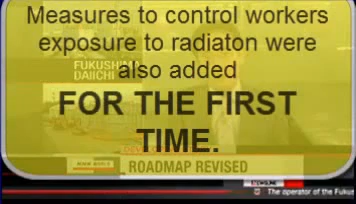 Measures to control workers
exposure to radiaton were
FUKUSHIMA
also added
DAIICHI
FOR THE FIRST
TIME.
ROADMAP REVISED
The operator of the Fukus